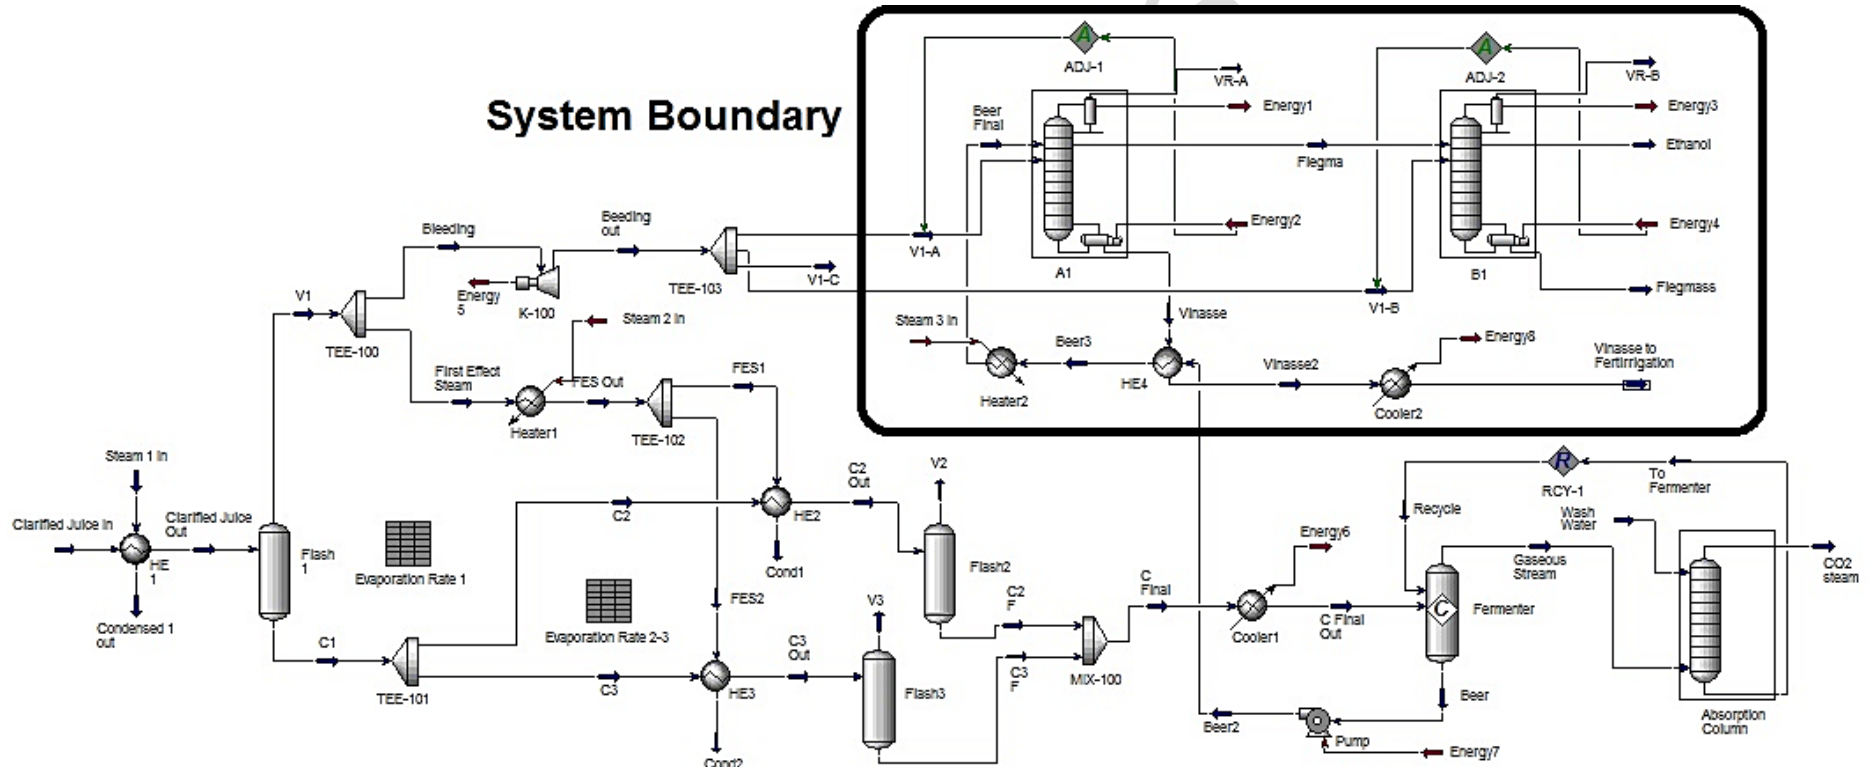 System Boundary
A
ADJ-1
VR-A
Energy1
Beer
Final
Flegma
Energy2
V1-A
A1
A
ADJ-2
VR-B
Energy3
Ethanol
Energy4
B1
Flegmass
V1-B
Vinasse
Steam 3 in
Beer3
HE4
Heater2
Vinasse2
Cooler2
Energy8
Vinasse to
Fertirrigation
Bleeding
Beeding
out
Energy
5
K-100
TEE-103
V1-C
V1
TEE-100
Steam 2 in
First Effect
Steam
FES Out
Heater1
FES1
TEE-102
Steam 1 in
Clarified Juice in
Clarified Juice
Out
HE
1
Condensed 1
out
Flash
1
Evaporation Rate 1
C2
HE2
C2
Out
V2
Flash2
Cond1
Evaporation Rate 2-3
FES2
C1
TEE-101
C3
HE3
Cond2
C3
Out
V3
Flash3
C2
F
C3
F
MIX-100
C
Final
Cooler1
Energy6
C Final
Out
R
RCY-1
To
Fermenter
Recycle
Wash
Water
C
Fermenter
Gaseous
Stream
CO2
steam
Absorption
Column
Beer
Beer2
Pump
Energy7